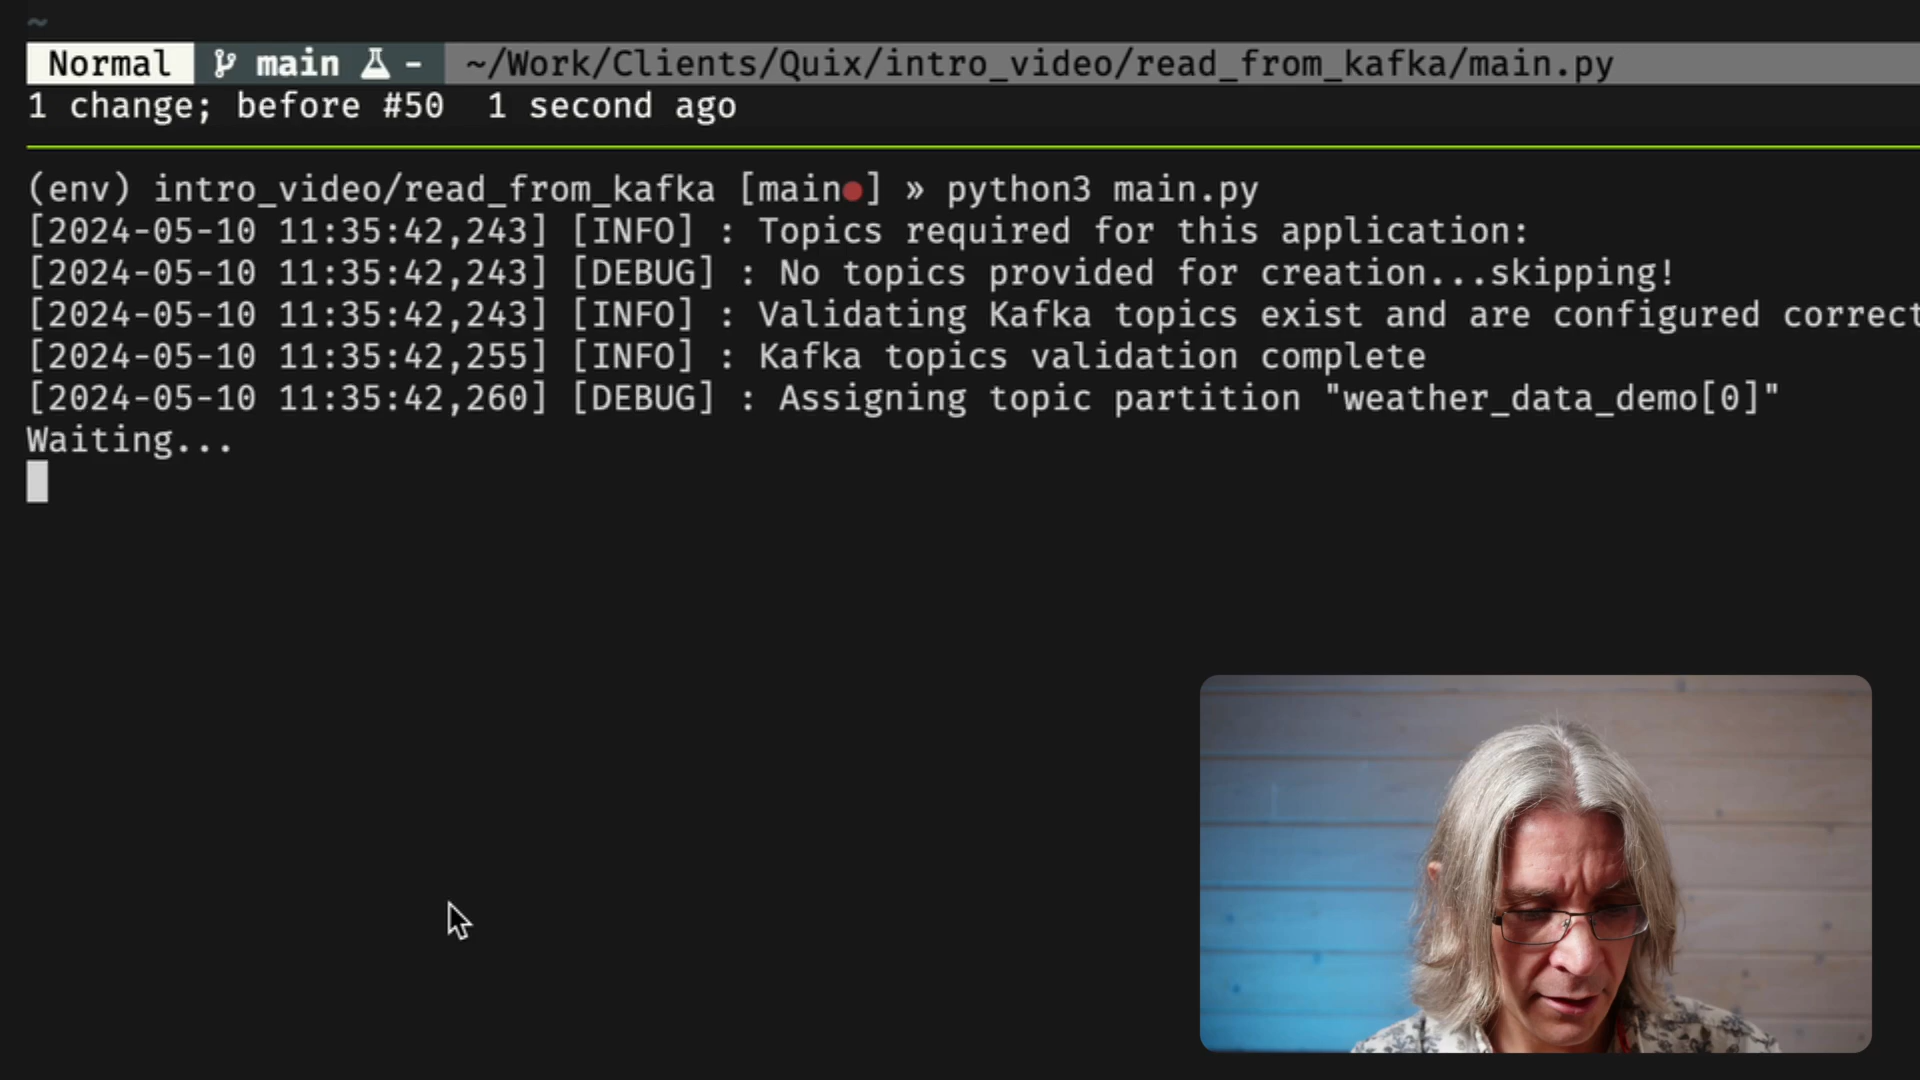 ~
Normal main - ~/Work/Clients/Quix/intro_video/read_from_kafka/main.py
1 change; before #50 1 second ago
(env) intro_video/read_from_kafka [main●] » python3 main.py
[2024-05-10 11:35:42,243] [INFO] : Topics required for this application:
[2024-05-10 11:35:42,243] [DEBUG] : No topics provided for creation...skipping!
[2024-05-10 11:35:42,243] [INFO] : Validating Kafka topics exist and are configured correct
[2024-05-10 11:35:42,255] [INFO] : Kafka topics validation complete
[2024-05-10 11:35:42,260] [DEBUG] : Assigning topic partition "weather_data_demo[0]"
Waiting...